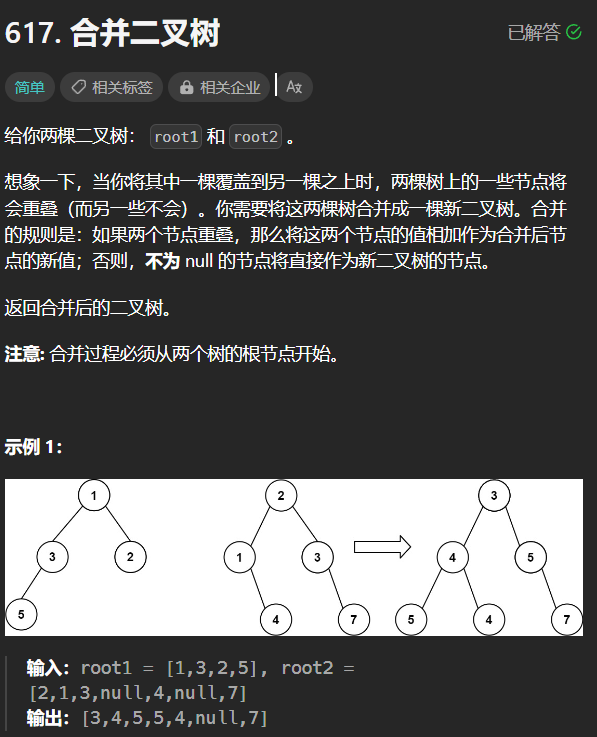 617. 合并二叉树
已解答
简单 相关标签 相关企业 Aż
给你两棵二叉树： root1 和 root2 。
想象一下，当你将其中一棵覆盖到另一棵之上时，两棵树上的一些节点将
会重叠（而另一些不会）。你需要将这两棵树合并成一棵新二叉树。合并
的规则是：如果两个节点重叠，那么将这两个节点的值相加作为合并后节
点的新值；否则，不为 null 的节点将直接作为新二叉树的节点。
返回合并后的二叉树。
注意: 合并过程必须从两个树的根节点开始。
示例 1：
1 2 3
3 2 1 3 4 5
5 4 7 5 4 7
输入：root1 = [1,3,2,5], root2 =
[2,1,3,null,4,null,7]
输出：[3,4,5,5,4,null,7]